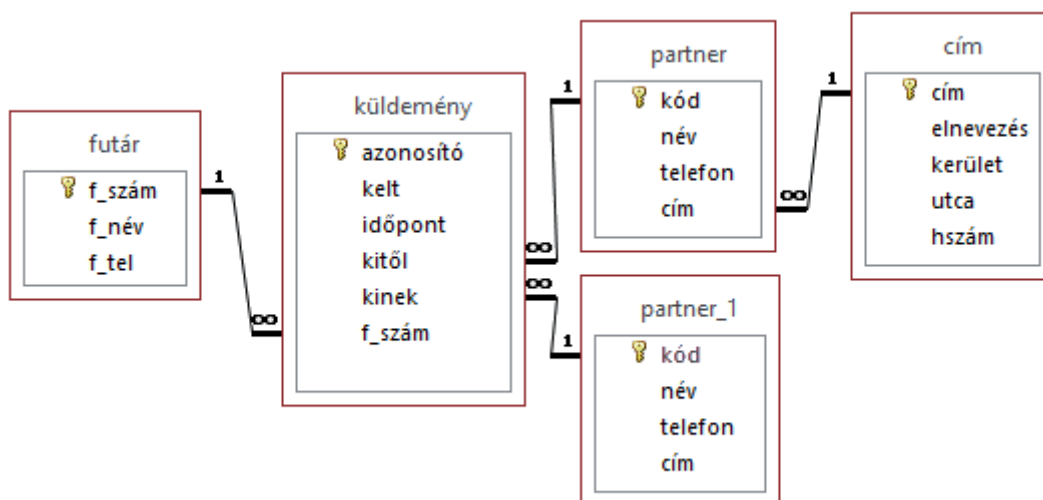 futár
f_szám
f_név
f_tel
1
∞
küldemény
azonosító
kelt
időpont
kitől
kinek
f_szám
∞
1
∞
1
partner
kód
név
telefon
cím
∞
1
partner_1
kód
név
telefon
cím
cím
cím
elnevezés
kerület
utca
hszám